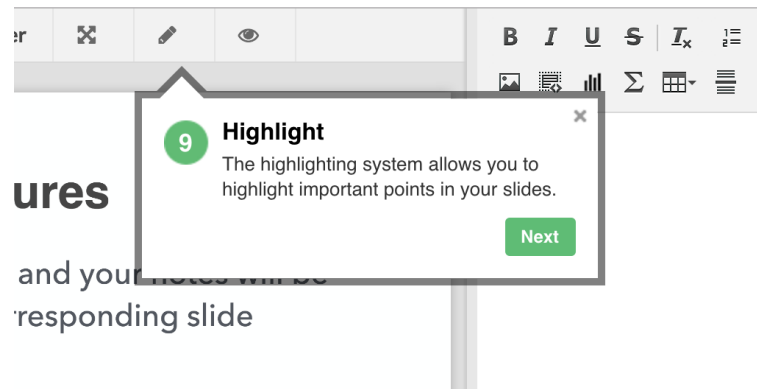 er
B I U S Tx
9
Highlight
The highlighting system allows you to
highlight important points in your slides.
Next
ures
and your notes will be
rresponding slide